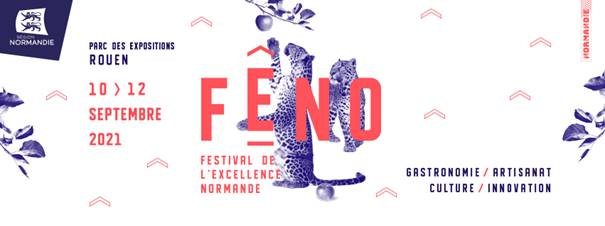 RÉGION
NORMANDIE
PARC DES EXPOSITIONS
ROUEN
10 > 12
SEPTEMBRE
2021
FÊNO
FESTIVAL DE
L'EXCELLENCE
NORMANDE
NORMANDIE
GASTRONOMIE / ARTISANAT
CULTURE / INNOVATION